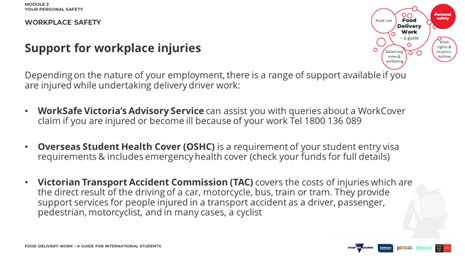 MODULE 2
YOUR PERSONAL SAFETY
WORKPLACE SAFETY
Support for workplace injuries
Food
Delivery
Work
– a guide
Personal
safety
Work
rights &
Balancing
Depending on the nature of your employment, there is a range of support available if you
are injured while undertaking delivery driver work:
• WorkSafe Victoria's Advisory Service can assist you with queries about a WorkCover
claim if you are injured or become ill because of your work Tel 1800 136 089
• Overseas Student Health Cover (OSHC) is a requirement of your student entry visa
requirements & includes emergency health cover (check your funds for full details)
• Victorian Transport Accident Commission (TAC) covers the costs of injuries which are
the direct result of the driving of a car, motorcycle, bus, train or tram. They provide
support services for people injured in a transport accident as a driver, passenger,
pedestrian, motorcyclist, and in many cases, a cyclist
FOOD DELIVERY WORK – A GUIDE FOR INTERNATIONAL STUDENTS